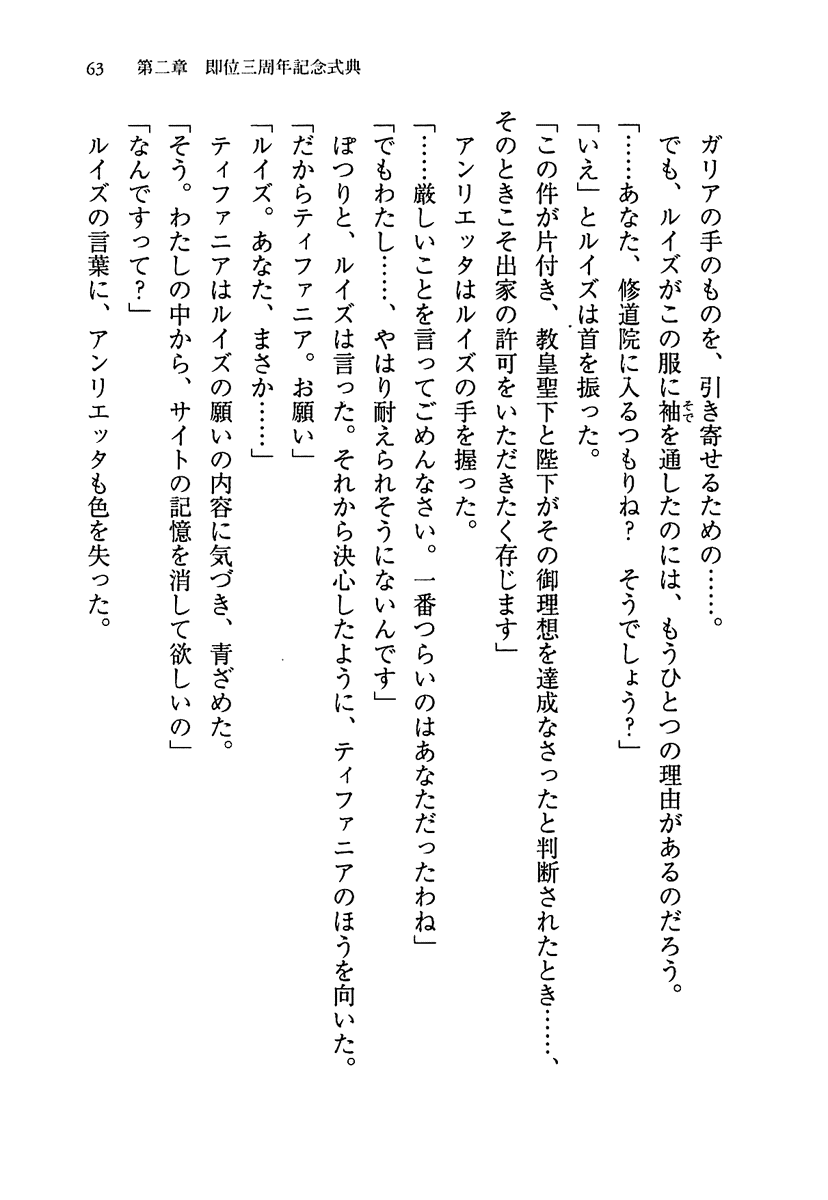 63　第二章　即位三周年記念式典
　ガリアの手のものを、引き寄せるための……。
　でも、ルイズがこの服に袖を通したのには、もうひとつの理由があるのだろう。
そで
「……あなた、修道院に入るつもりね？　そうでしょう？」
「いえ」とルイズは首を振った。
「この件が片付き、教皇聖下と陛下がその御理想を達成なさったと判断されたとき……、
そのときこそ出家の許可をいただきたく存じます」
　アンリエッタはルイズの手を握った。
「……厳しいことを言ってごめんなさい。一番つらいのはあなただったわね」
「でもわたし……、やはり耐えられそうにないんです」
　ぽつりと、ルイズは言った。それから決心したように、ティファニアのほうを向いた。
「だからティファニア。お願い」
「ルイズ。あなた、まさか……」
　ティファニアはルイズの願いの内容に気づき、青ざめた。
「そう。わたしの中から、サイトの記憶を消して欲しいの」
「なんですって？」
　ルイズの言葉に、アンリエッタも色を失った。